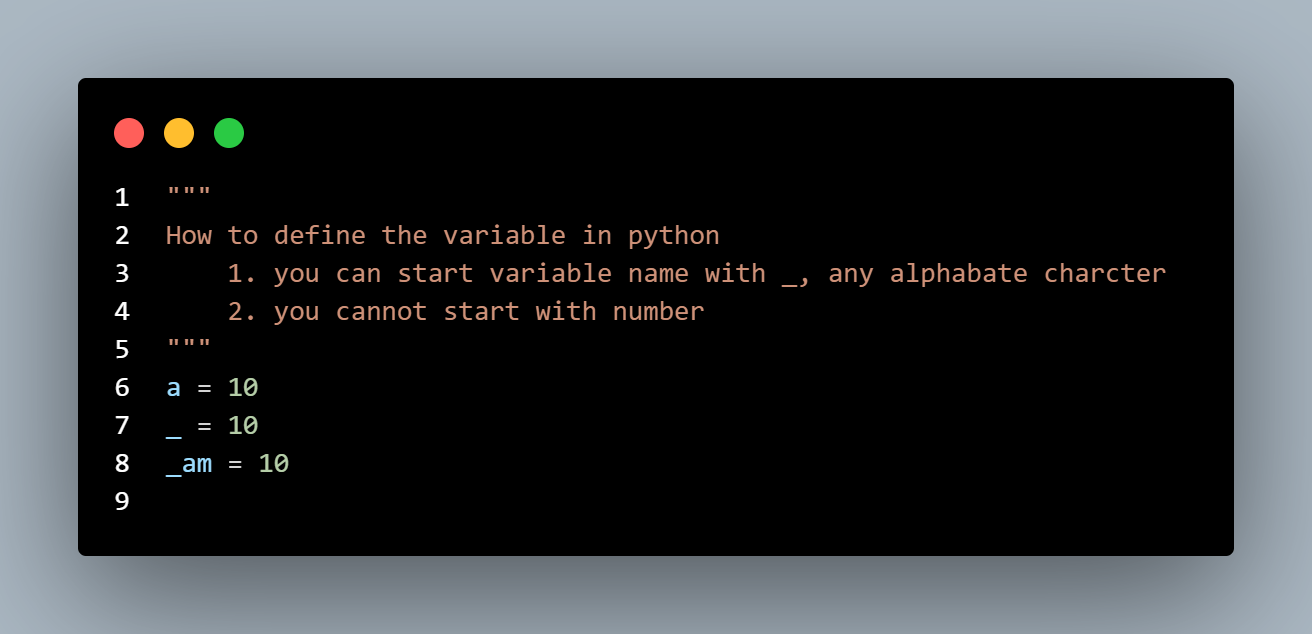 1 """
2 How to define the variable in python
3     1. you can start variable name with _, any alphabate charcter
4     2. you cannot start with number
5 """
6 a = 10
7 _ = 10
8 _am = 10
9